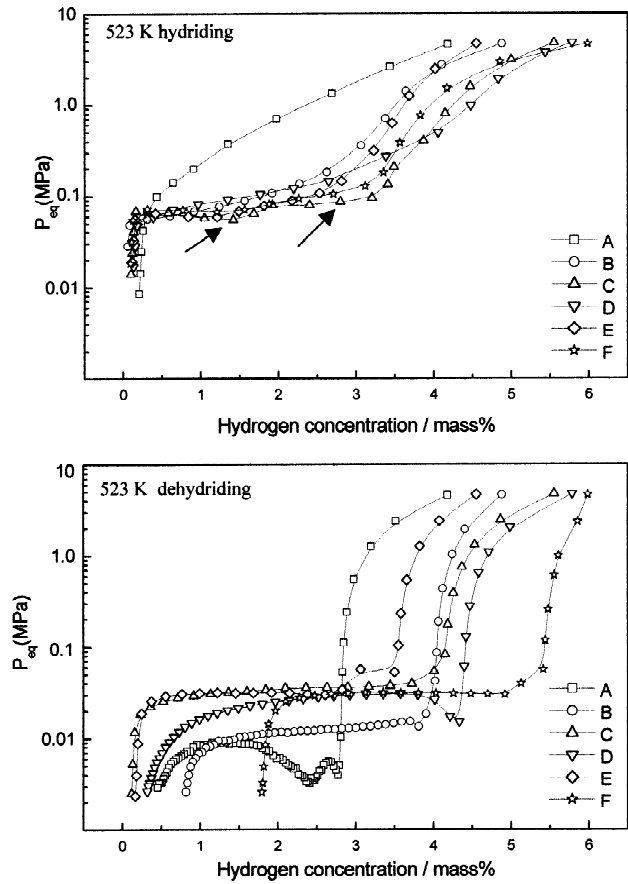 523 K hydriding
10
1.0
0.1
0.01
P_eq(MPa)
A
B
C
D
E
F
0 1 2 3 4 5 6
Hydrogen concentration / mass%
523 K dehydriding
10
1.0
0.1
0.01
P_eq(MPa)
A
B
C
D
E
F
0 1 2 3 4 5 6
Hydrogen concentration / mass%